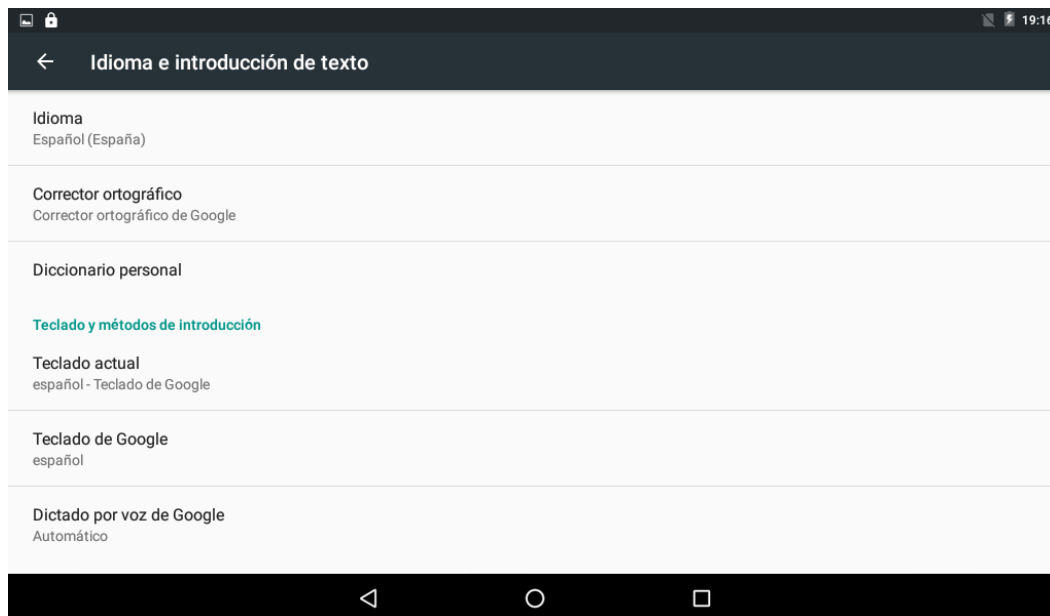 19:16
Idioma e introducción de texto
Idioma
Español (España)
Corrector ortográfico
Corrector ortográfico de Google
Diccionario personal
Teclado y métodos de introducción
Teclado actual
español - Teclado de Google
Teclado de Google
español
Dictado por voz de Google
Automático